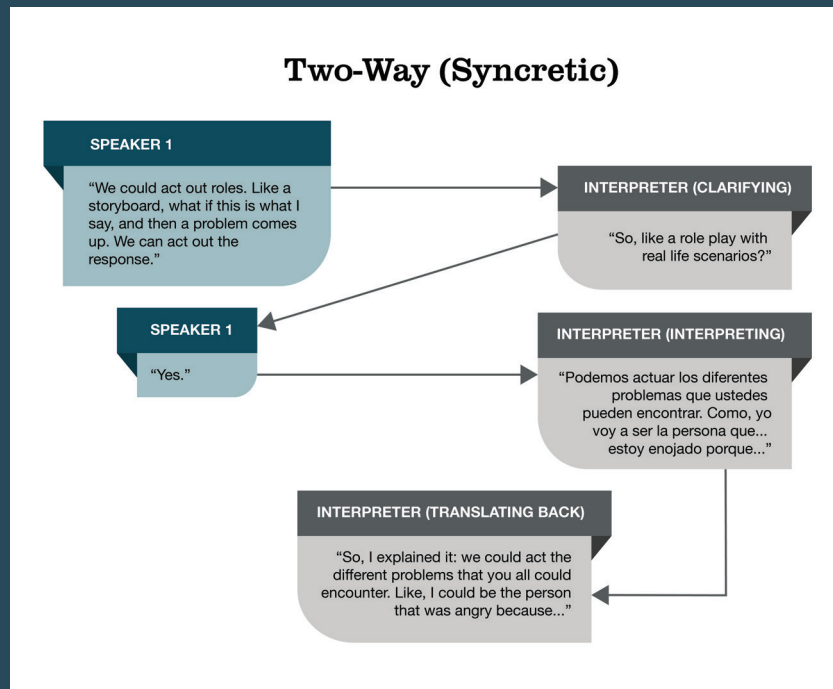 Two-Way (Syncretic)
SPEAKER 1
“We could act out roles. Like a
storyboard, what if this is what I
say, and then a problem comes
up. We can act out the
response.”
INTERPRETER (CLARIFYING)
“So, like a role play with
real life scenarios?”
SPEAKER 1
“Yes.”
INTERPRETER (INTERPRETING)
“Podemos actuar los diferentes
problemas que ustedes
pueden encontrar. Como, yo
voy a ser la persona que...
estoy enojado porque...”
INTERPRETER (TRANSLATING BACK)
“So, I explained it: we could act the
different problems that you all could
encounter. Like, I could be the person
that was angry because...”